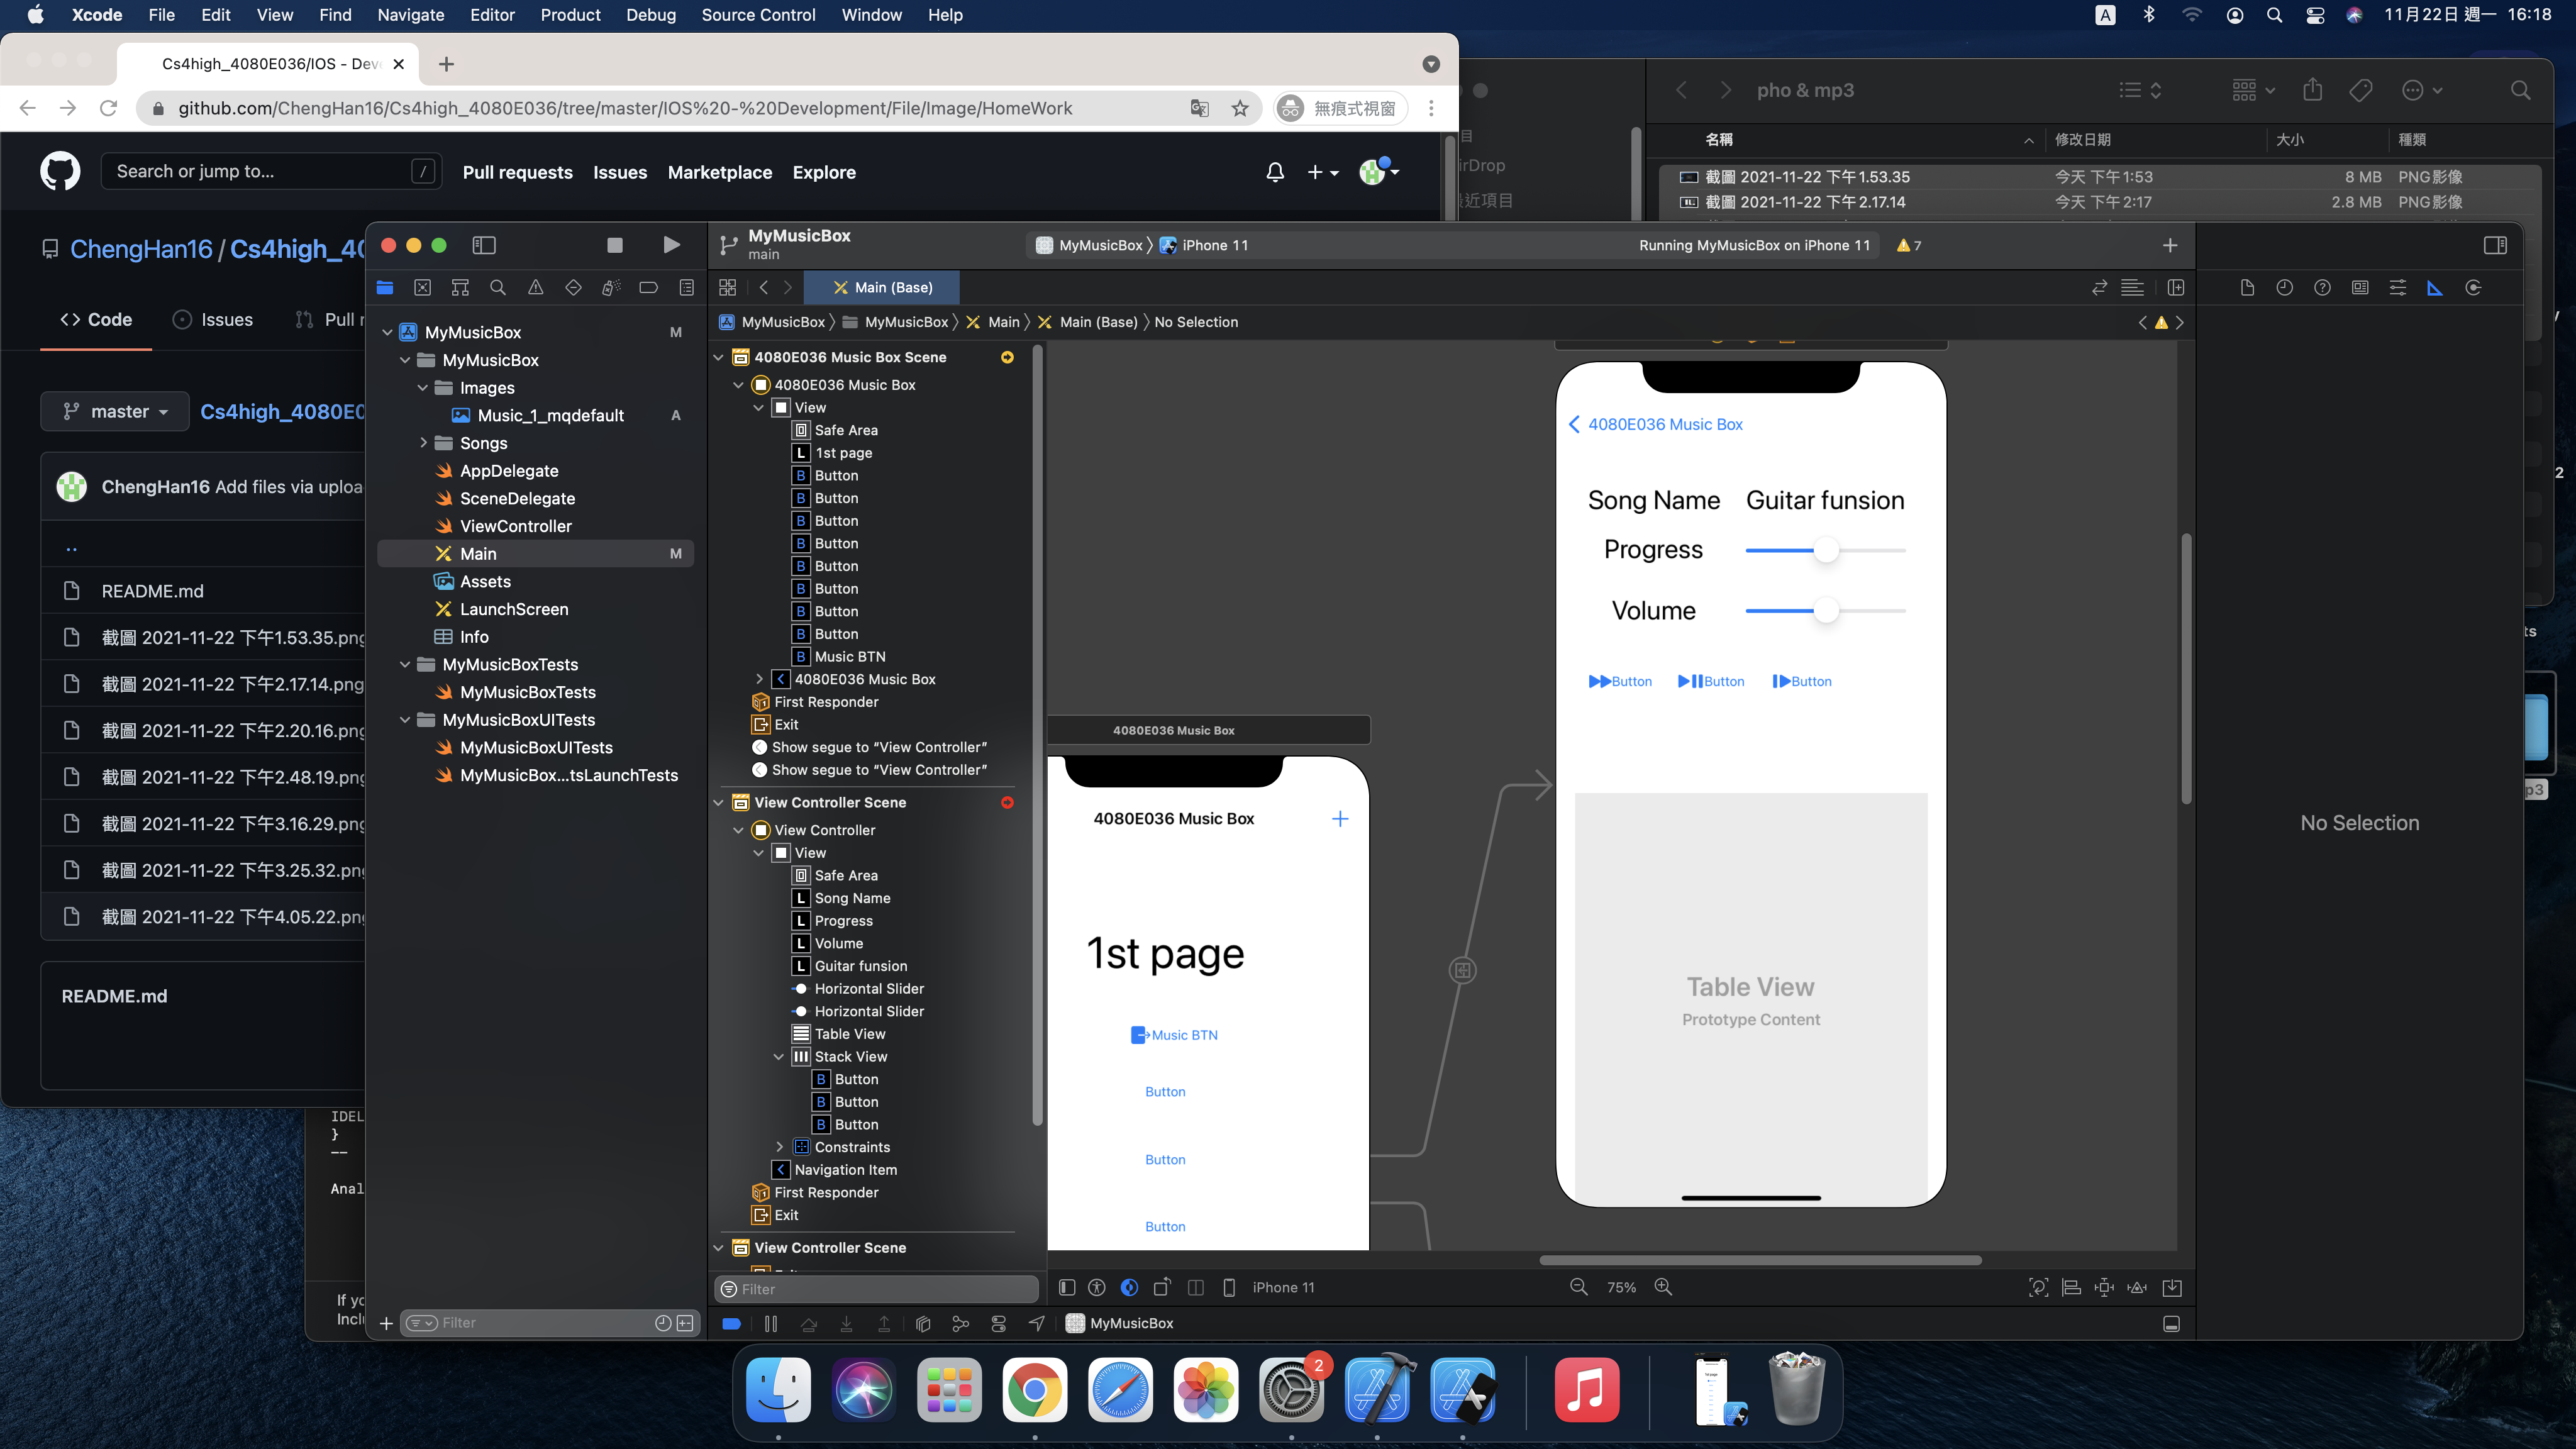 Xcode File Edit View Find Navigate Editor Product Debug Source Control Window Help
A 11月22日 週一 16:18
Cs4high_4080E036/IOS - Dev
github.com/ChengHan16/Cs4high_4080E036/tree/master/IOS%20-%20Development/File/Image/HomeWork
無痕式視窗
Search or jump to... /
Pull requests Issues Marketplace Explore
ChengHan16 / Cs4high_40
Code Issues Pull r
master
Cs4high_4080E0
ChengHan16 Add files via uploa
..
README.md
截圖 2021-11-22 下午1.53.35.png
截圖 2021-11-22 下午2.17.14.png
截圖 2021-11-22 下午2.20.16.png
截圖 2021-11-22 下午2.48.19.png
截圖 2021-11-22 下午3.16.29.png
截圖 2021-11-22 下午3.25.32.png
截圖 2021-11-22 下午4.05.22.png
README.md
IDEL
}
--
Anal
If yo
Inclu
irDrop
近項目
pho & mp3
名稱 修改日期 大小 種類
截圖 2021-11-22 下午1.53.35 今天 下午1:53 8 MB PNG影像
截圖 2021-11-22 下午2.17.14 今天 下午2:17 2.8 MB PNG影像
MyMusicBox
main
MyMusicBox iPhone 11
Running MyMusicBox on iPhone 11
7
Main (Base)
MyMusicBox MyMusicBox Main Main (Base) No Selection
MyMusicBox M
MyMusicBox
Images
Music_1_mqdefault A
Songs
AppDelegate
SceneDelegate
ViewController
Main M
Assets
LaunchScreen
Info
MyMusicBoxTests
MyMusicBoxTests
MyMusicBoxUITests
MyMusicBoxUITests
MyMusicBox...tsLaunchTests
Filter
4080E036 Music Box Scene
4080E036 Music Box
View
Safe Area
L 1st page
B Button
B Button
B Button
B Button
B Button
B Button
B Button
B Button
B Music BTN
4080E036 Music Box
First Responder
Exit
Show segue to “View Controller”
Show segue to “View Controller”
View Controller Scene
View Controller
View
Safe Area
L Song Name
L Progress
L Volume
L Guitar funsion
Horizontal Slider
Horizontal Slider
Table View
Stack View
B Button
B Button
B Button
Constraints
Navigation Item
First Responder
Exit
View Controller Scene
Filter
4080E036 Music Box
4080E036 Music Box
1st page
Music BTN
Button
Button
Button
4080E036 Music Box
Song Name Guitar funsion
Progress
Volume
Button Button Button
Table View
Prototype Content
iPhone 11
75%
MyMusicBox
No Selection
2
ts
p3
2